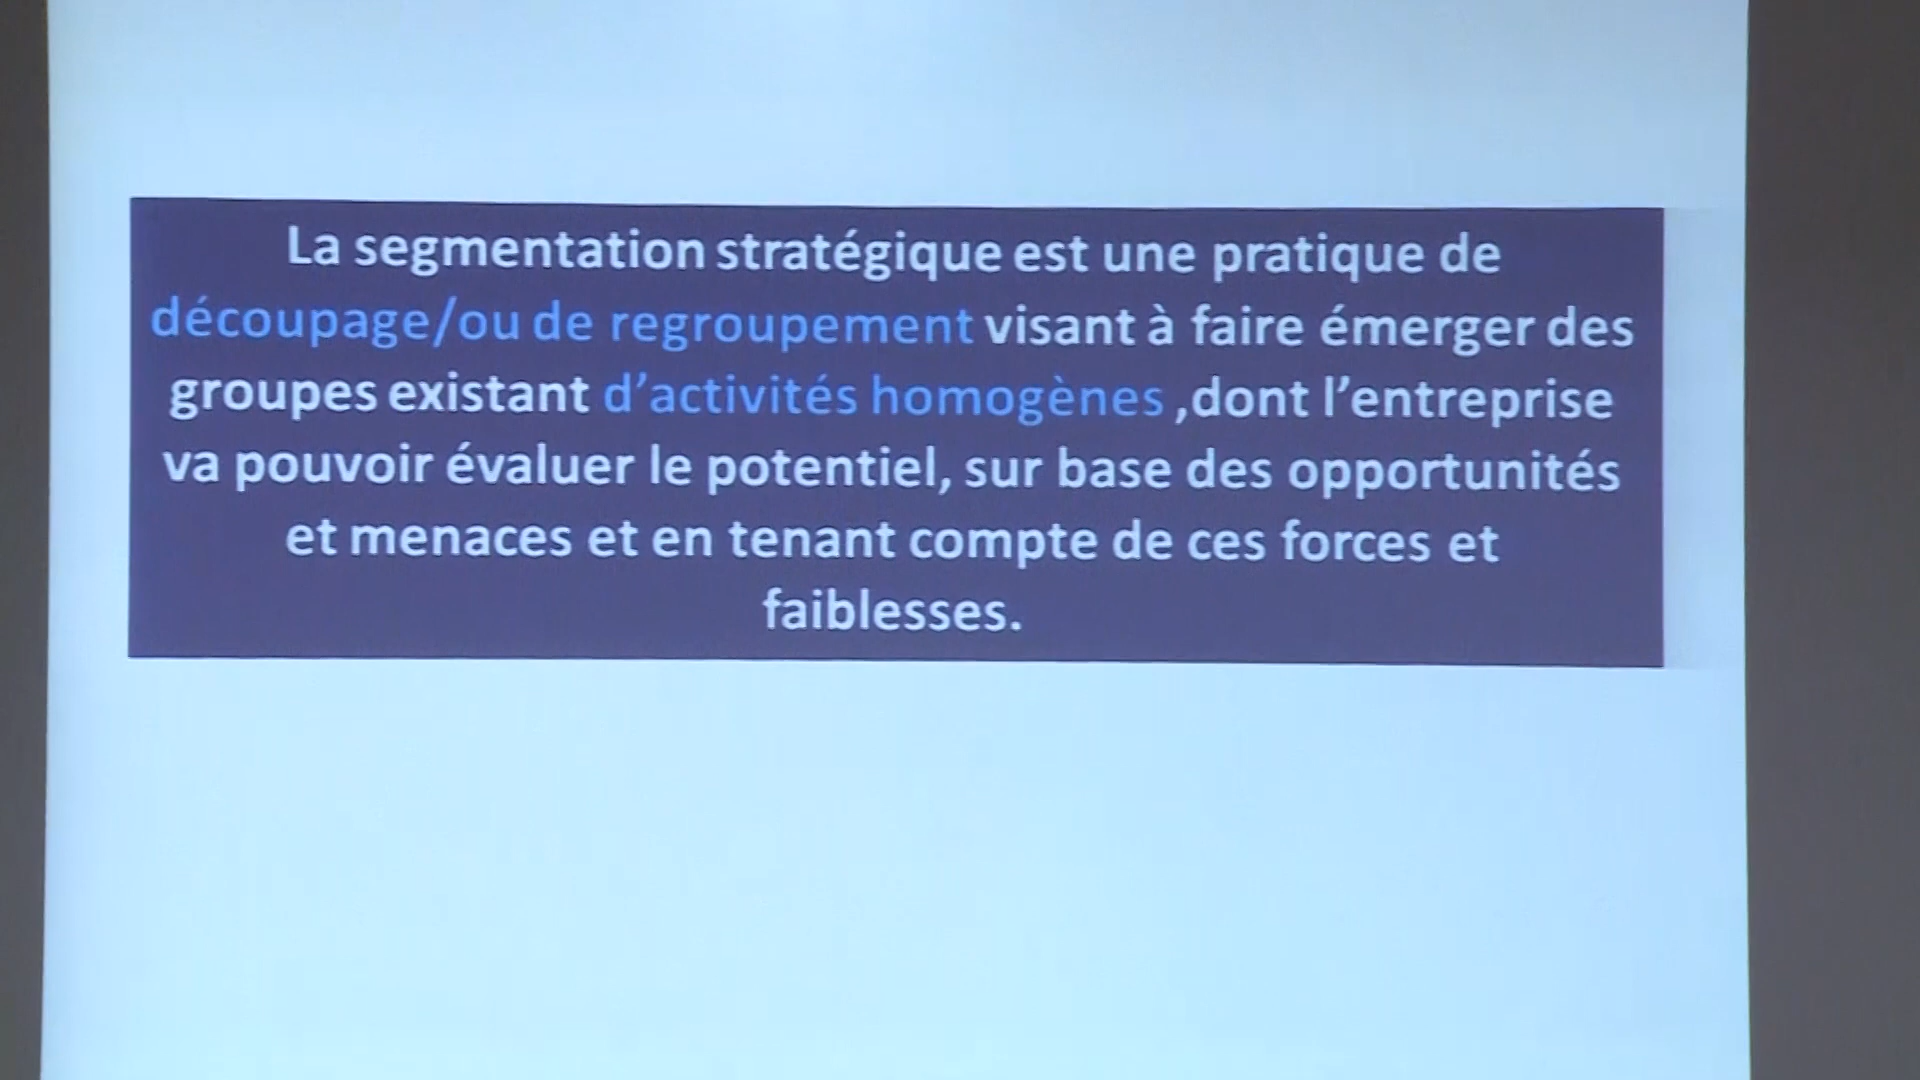 La segmentation stratégique est une pratique de
découpage/ou de regroupement visant à faire émerger des
groupes existant d’activités homogènes ,dont l’entreprise
va pouvoir évaluer le potentiel, sur base des opportunités
et menaces et en tenant compte de ces forces et
faiblesses.